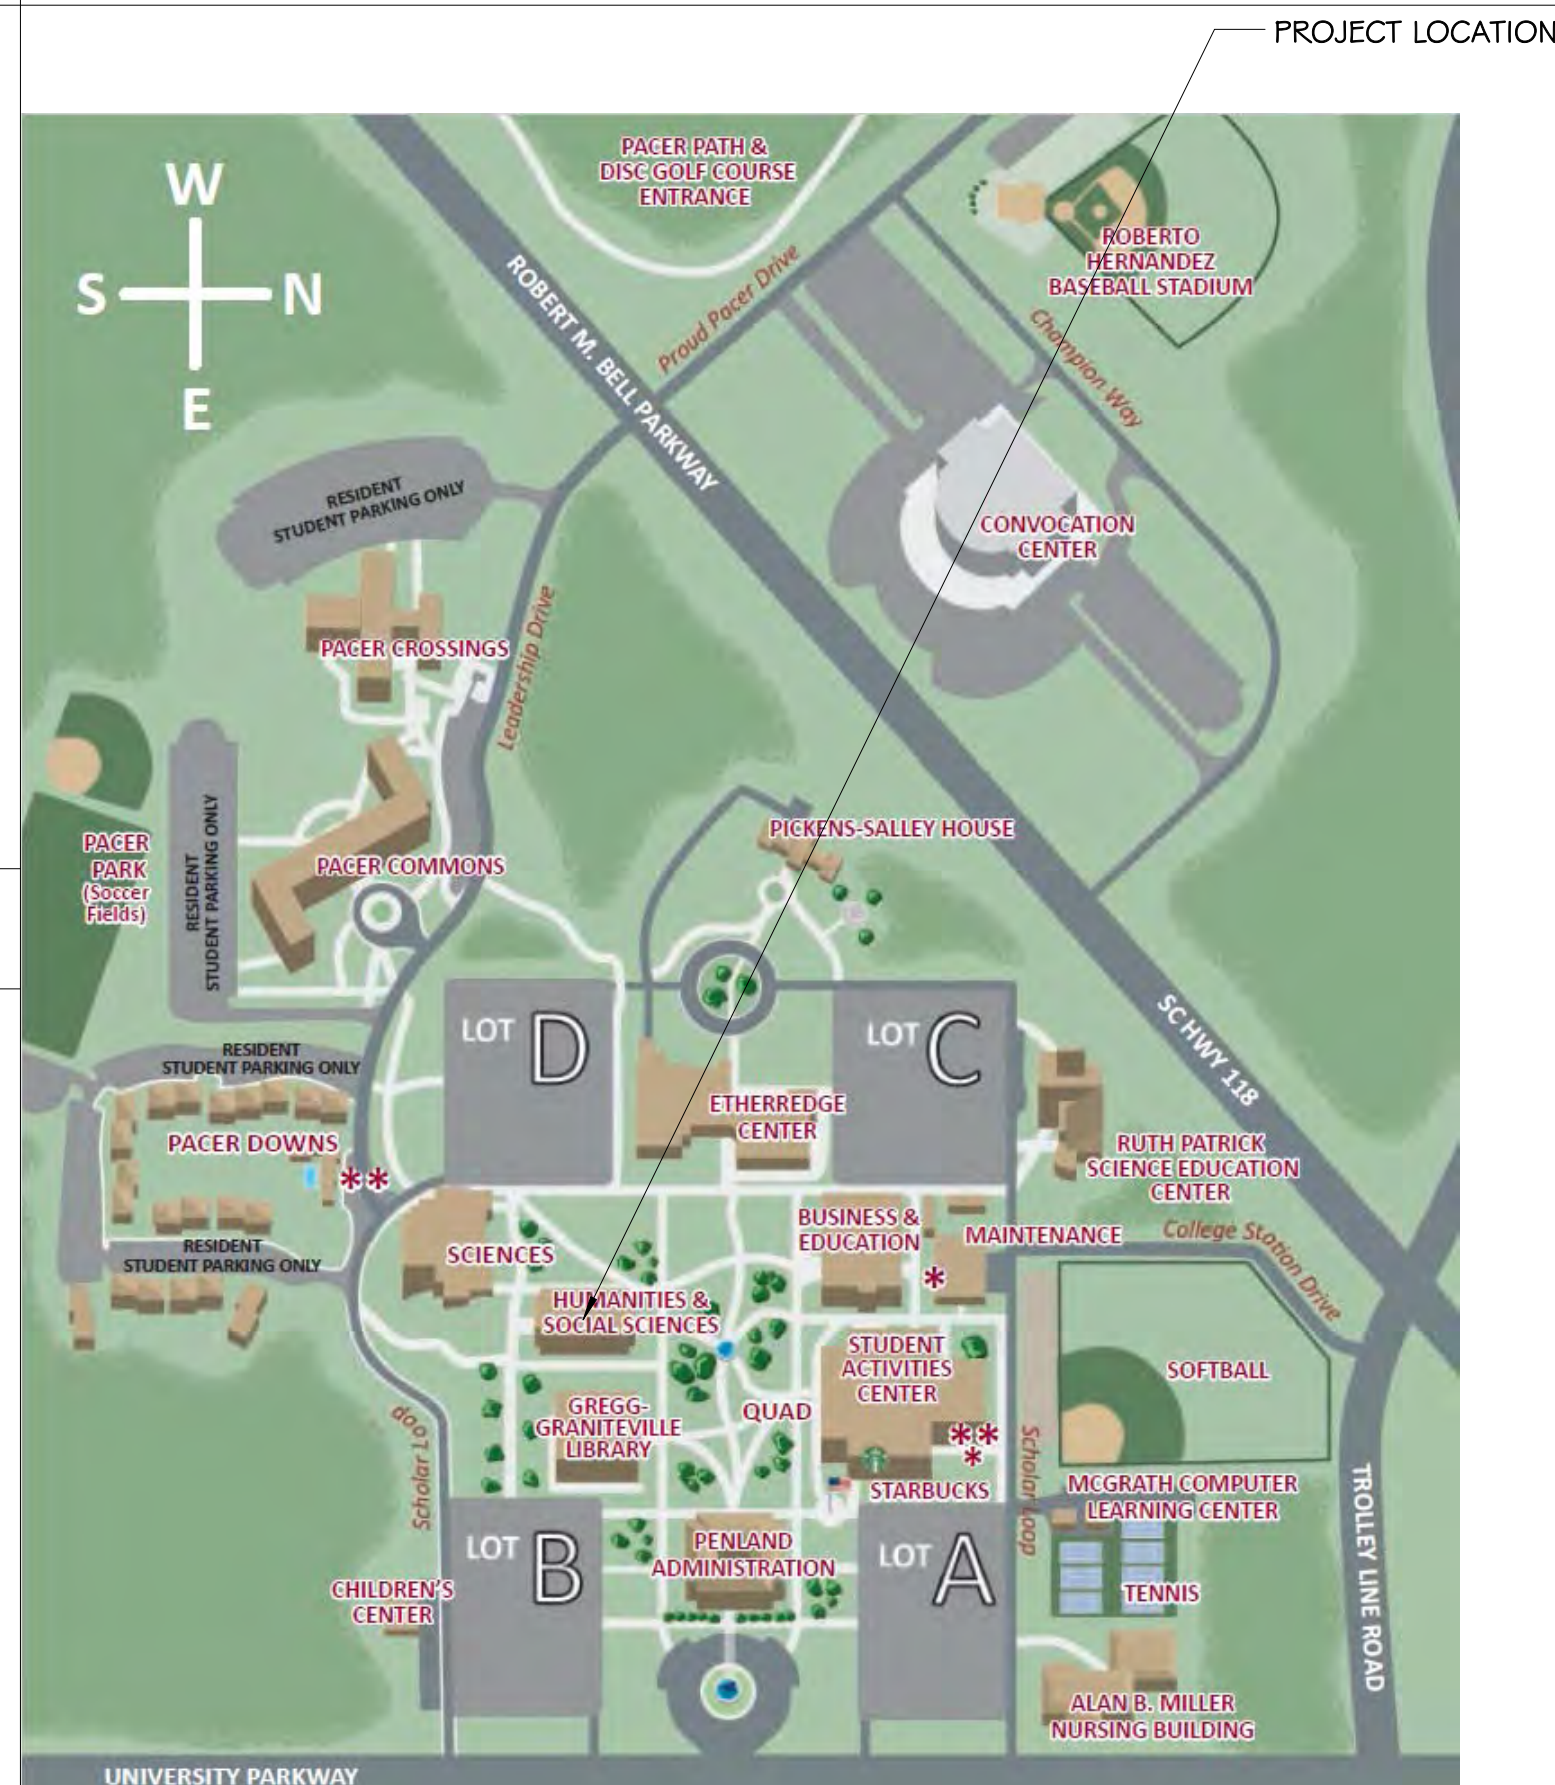 PROJECT LOCATION
PACER PATH &
DISC GOLF COURSE
ENTRANCE
W
S
N
E
ROBERTO
HERNANDEZ
BASEBALL STADIUM
Proud Pacer Drive
ROBERT M. BELL PARKWAY
Champion Way
RESIDENT
STUDENT PARKING ONLY
CONVOCATION
CENTER
PACER CROSSINGS
Leadership Drive
PICKENS-SALLEY HOUSE
PACER
PARK
(Soccer
Fields)
RESIDENT
STUDENT PARKING ONLY
PACER COMMONS
LOT D
LOT C
SC HWY 118
RESIDENT
STUDENT PARKING ONLY
ETHERREDGE
CENTER
PACER DOWNS
**
RUTH PATRICK
SCIENCE EDUCATION
CENTER
BUSINESS &
EDUCATION
MAINTENANCE
College Station Drive
SCIENCES
RESIDENT
STUDENT PARKING ONLY
*
HUMANITIES &
SOCIAL SCIENCES
STUDENT
ACTIVITIES
CENTER
SOFTBALL
GREGG-
GRANITEVILLE
LIBRARY
QUAD
**
*
Scholar Lo
op
Scholar Loop
STARBUCKS
MCGRATH COMPUTER
LEARNING CENTER
TROLLEY LINE ROAD
LOT B
PENLAND
ADMINISTRATION
LOT A
CHILDREN'S
CENTER
TENNIS
ALAN B. MILLER
NURSING BUILDING
UNIVERSITY PARKWAY